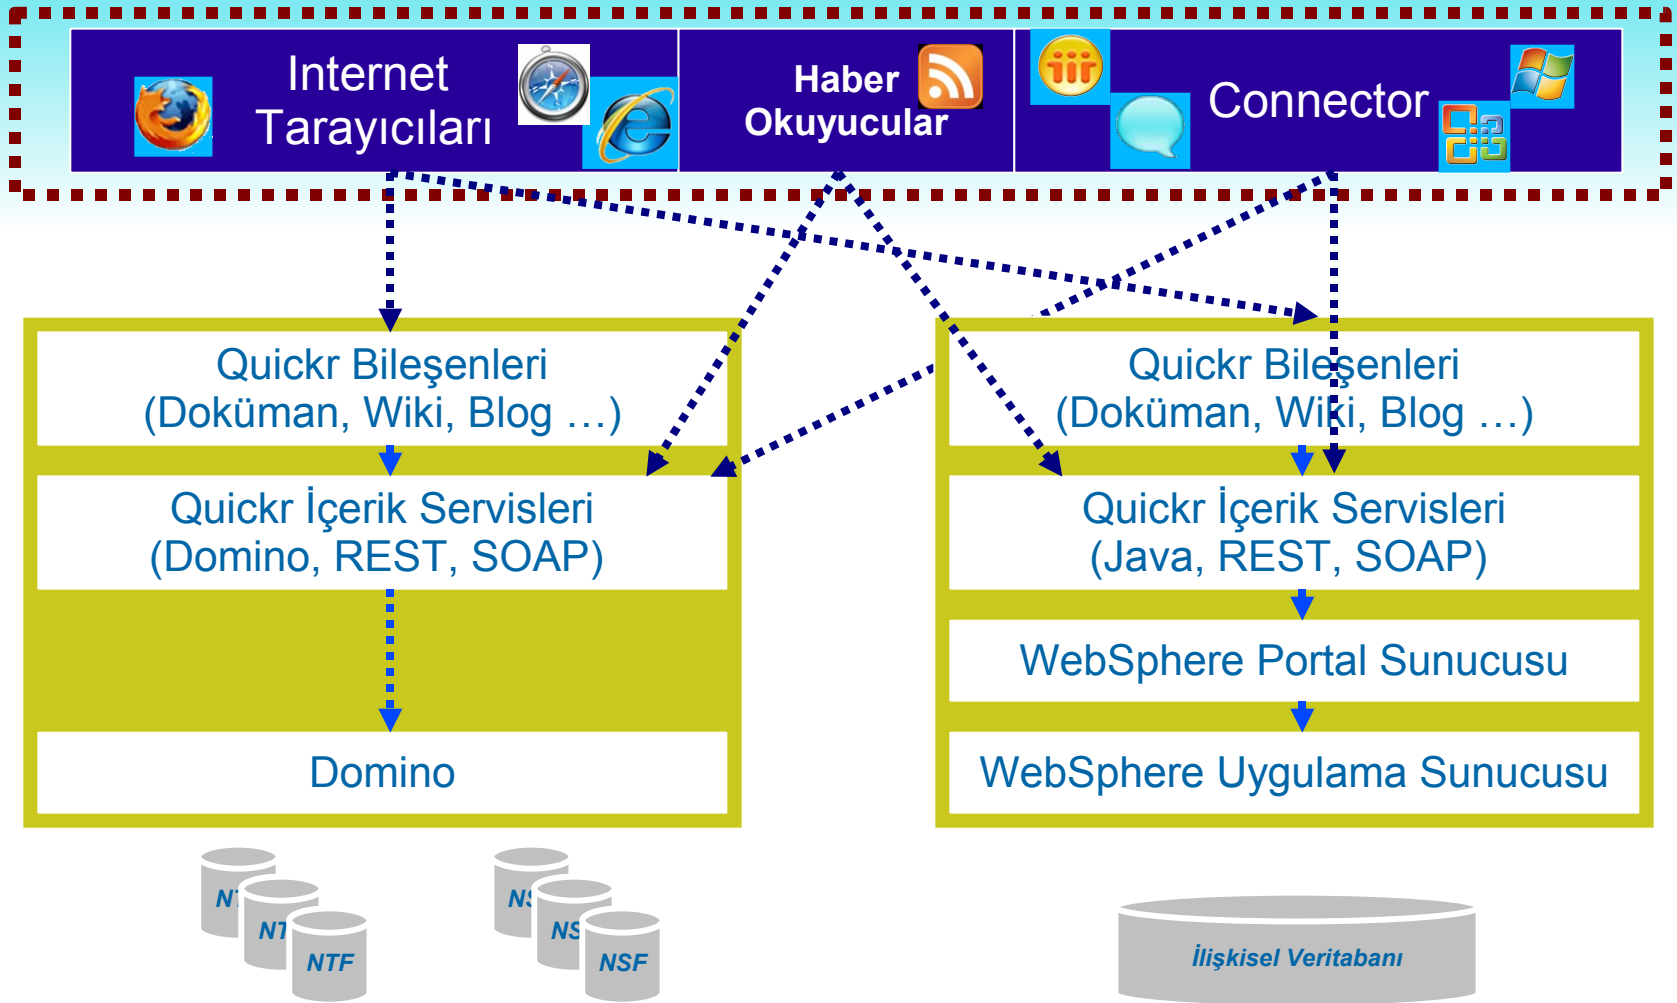 Internet
Tarayıcıları
Haber
Okuyucular
Connector
Quickr Bileşenleri
(Doküman, Wiki, Blog …)
Quickr İçerik Servisleri
(Domino, REST, SOAP)
Domino
Quickr Bileşenleri
(Doküman, Wiki, Blog …)
Quickr İçerik Servisleri
(Java, REST, SOAP)
WebSphere Portal Sunucusu
WebSphere Uygulama Sunucusu
NTF
NSF
İlişkisel Veritabanı